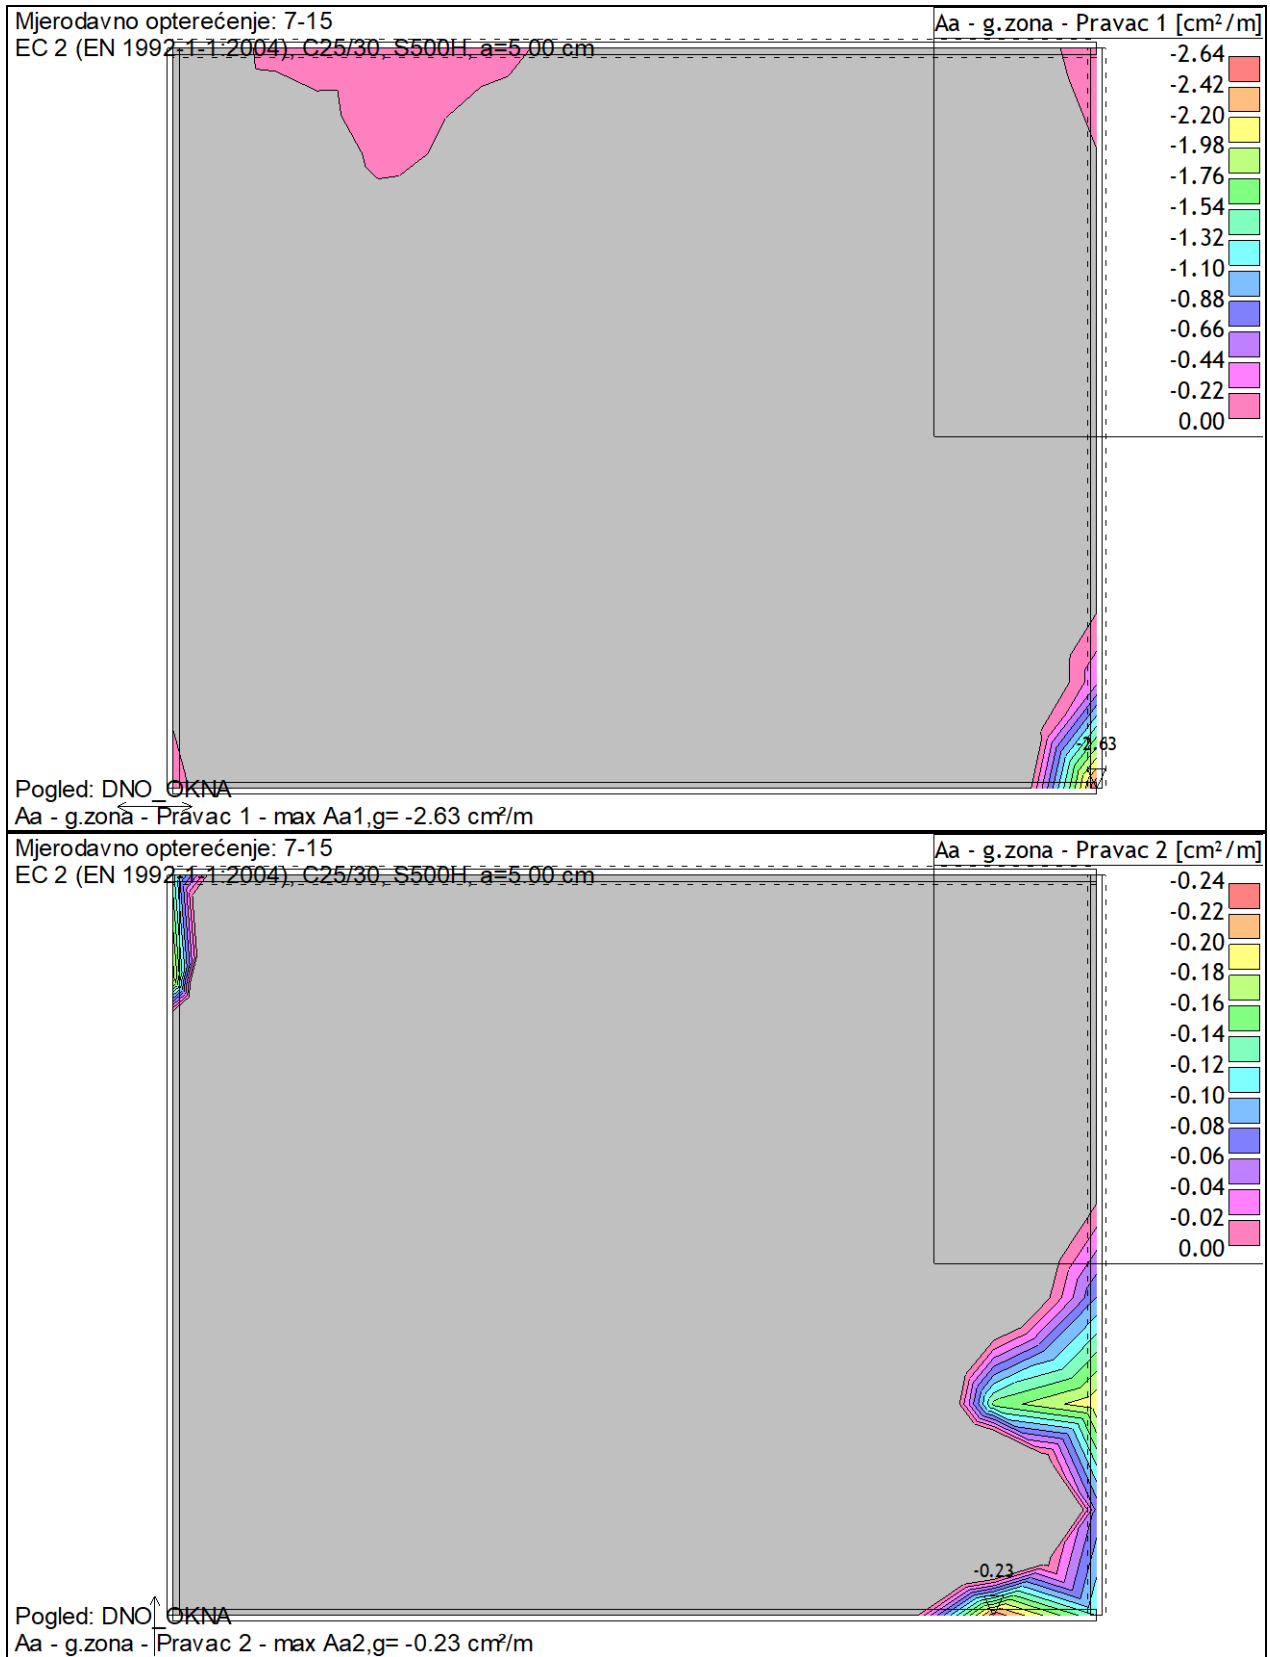 Mjerodavno opterećenje: 7-15
EC 2 (EN 1992-1-1:2004), C25/30, S500H, a=5.00 cm
Aa - g.zona - Pravac 1 [cm²/m]
-2.64
-2.42
-2.20
-1.98
-1.76
-1.54
-1.32
-1.10
-0.88
-0.66
-0.44
-0.22
0.00
-2.63
Pogled: DNO_OKNA
Aa - g.zona - Pravac 1 - max Aa1,g= -2.63 cm²/m
Mjerodavno opterećenje: 7-15
EC 2 (EN 1992-1-1:2004), C25/30, S500H, a=5.00 cm
Aa - g.zona - Pravac 2 [cm²/m]
-0.24
-0.22
-0.20
-0.18
-0.16
-0.14
-0.12
-0.10
-0.08
-0.06
-0.04
-0.02
0.00
-0.23
Pogled: DNO_OKNA
Aa - g.zona - Pravac 2 - max Aa2,g= -0.23 cm²/m